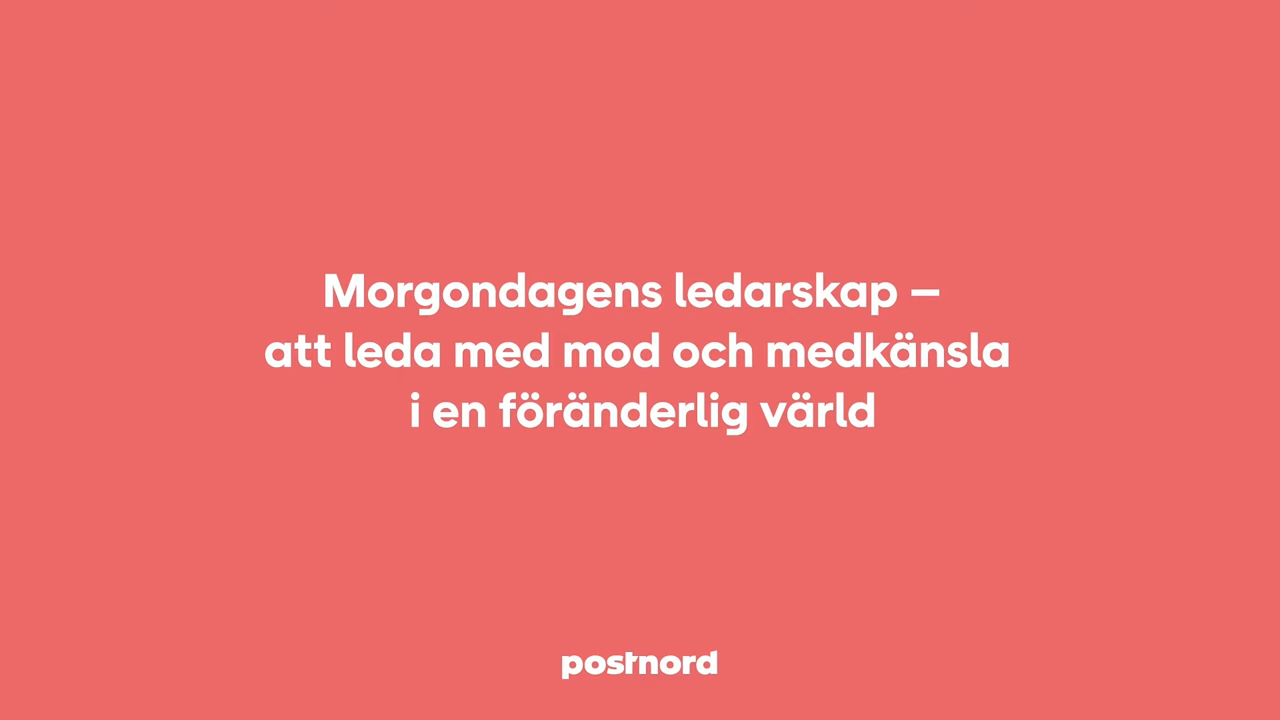 Morgondagens ledarskap –
att leda med mod och medkänsla
i en föränderlig värld
postnord